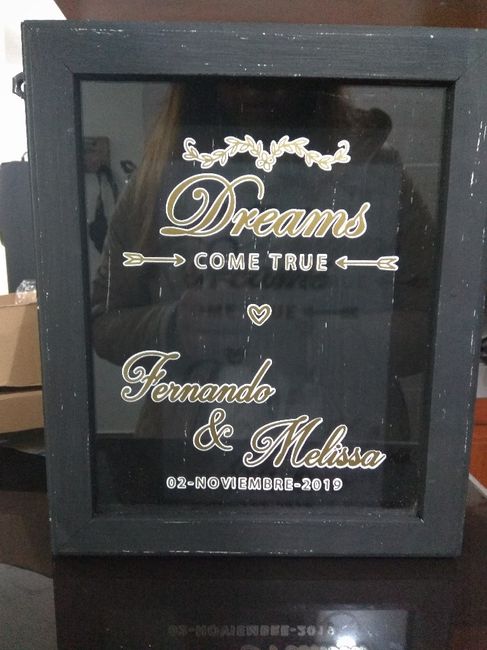 Dreams
COME TRUE
Fernando
& Melissa
02-NOVIEMBRE-2019